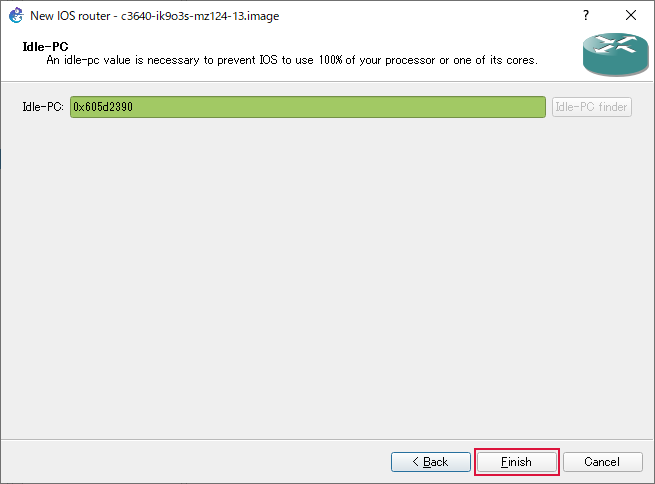 New IOS router - c3640-ik9o3s-mz124-13.image
?
Idle-PC
An idle-pc value is necessary to prevent IOS to use 100% of your processor or one of its cores.
Idle-PC: 0x605d2390 Idle-PC finder
< Back Finish Cancel